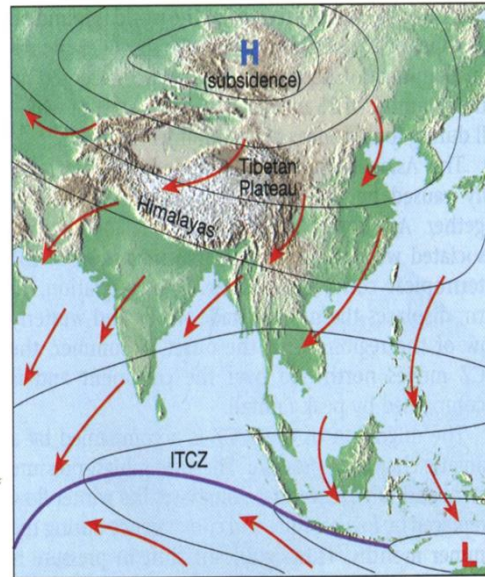 H
(subsidence)
Tibetan
Plateau
Himalayas
ITCZ
L